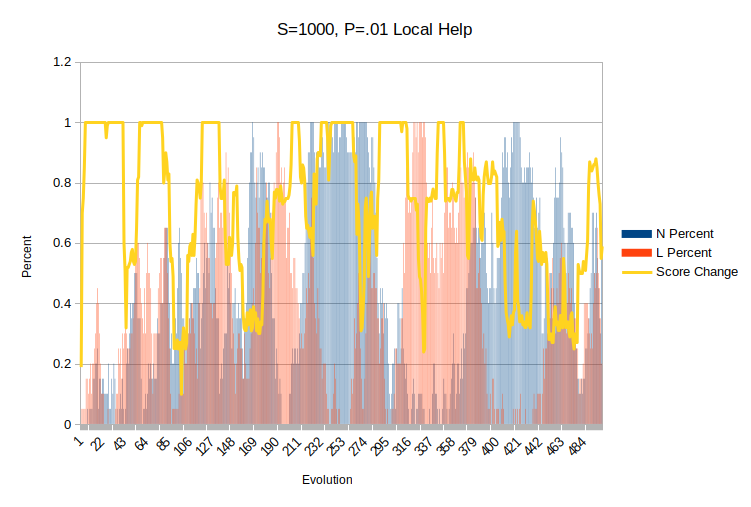 S=1000, P=.01 Local Help
1.2
1
0.8
0.6
0.4
0.2
0
Percent
1 22 43 64 85 106 127 148 169 190 211 232 253 274 295 316 337 358 379 400 421 442 463 484
Evolution
N Percent
L Percent
Score Change